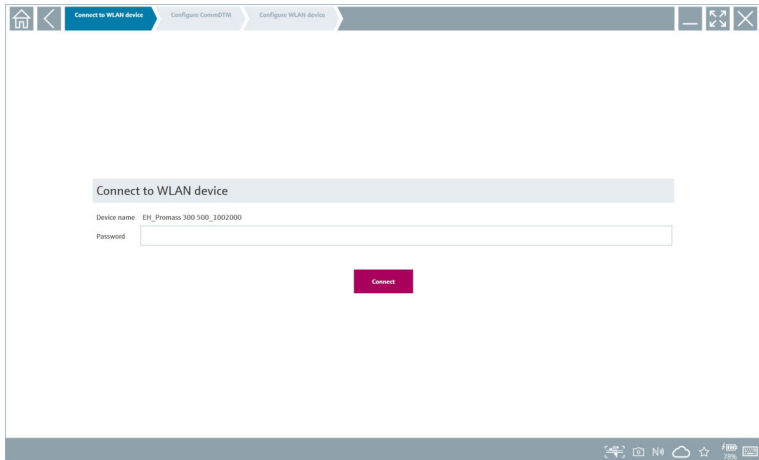 Connect to WLAN device
Configure CommDTM
Configure WLAN device
Connect to WLAN device
Device name EH_Promass 300 500_1002000
Password
Connect
78%